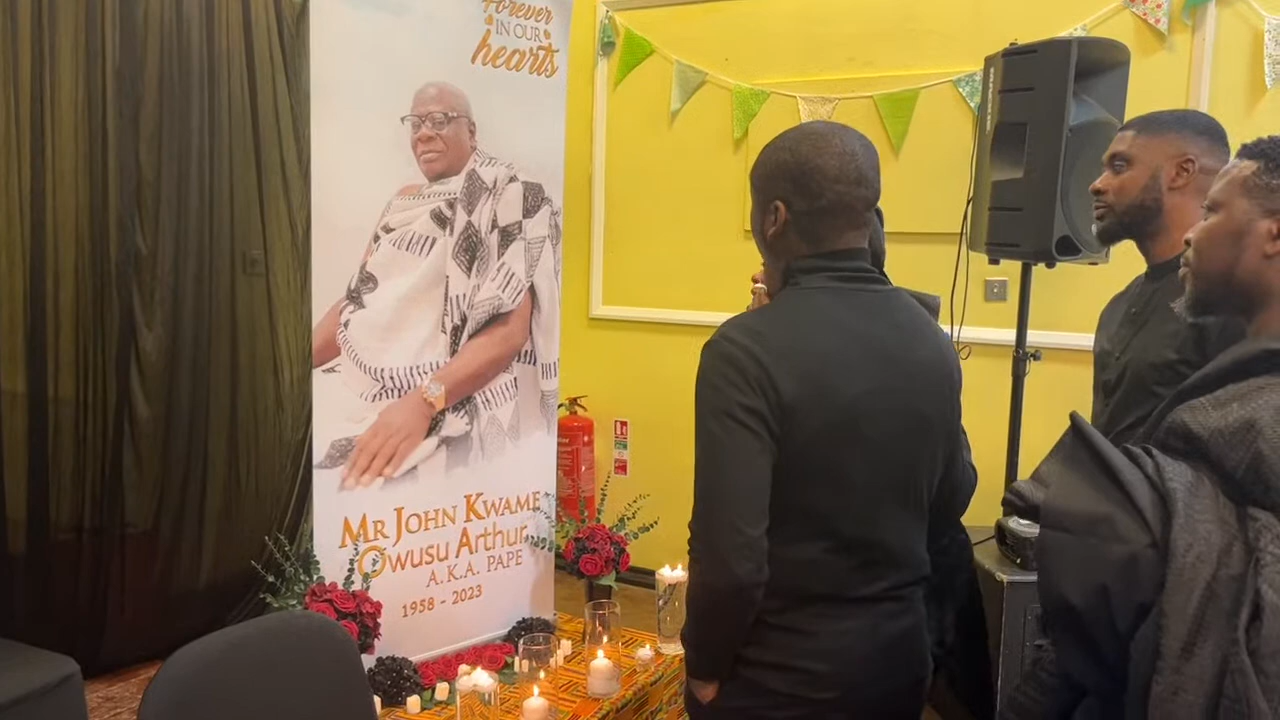 Forever
IN OUR
hearts
MR JOHN KWAME
Owusu Arthur
A.K.A. PAPE
1958 - 2023